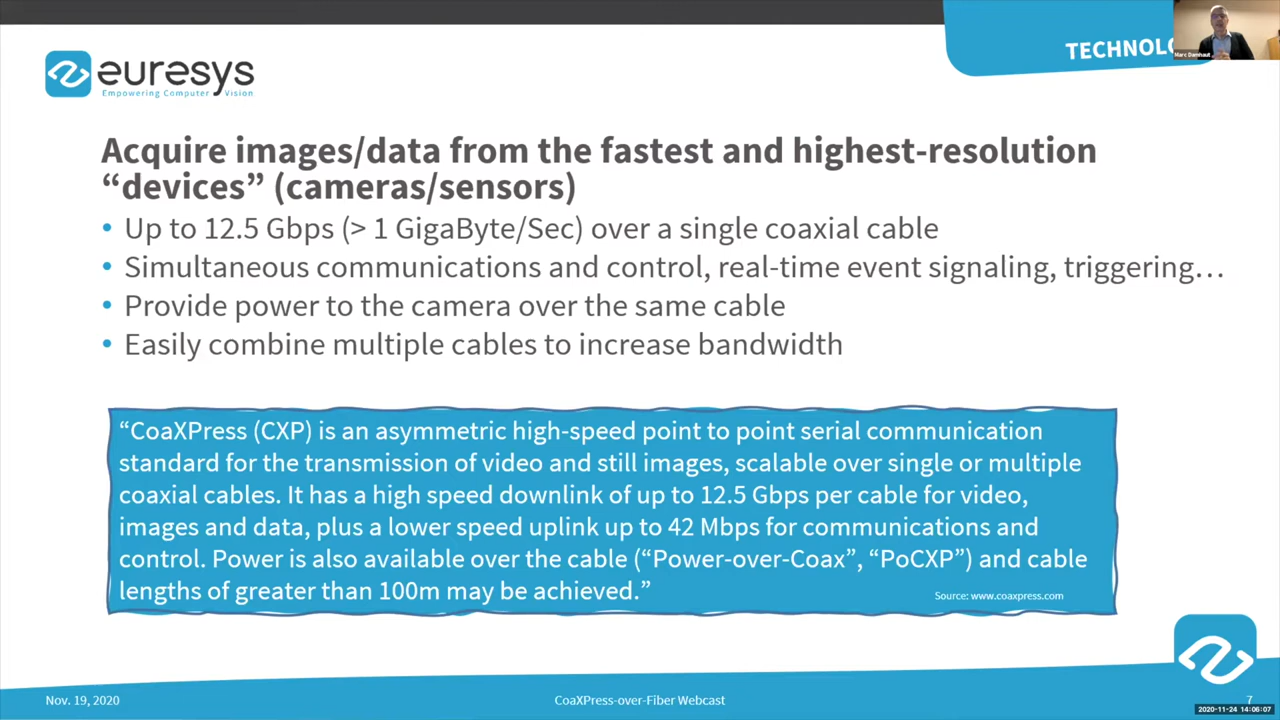 TECHNOLO
Marc Damhaut
euresys
Empowering Computer Vision
Acquire images/data from the fastest and highest-resolution
“devices” (cameras/sensors)
• Up to 12.5 Gbps (> 1 GigaByte/Sec) over a single coaxial cable
• Simultaneous communications and control, real-time event signaling, triggering…
• Provide power to the camera over the same cable
• Easily combine multiple cables to increase bandwidth
“CoaXPress (CXP) is an asymmetric high-speed point to point serial communication
standard for the transmission of video and still images, scalable over single or multiple
coaxial cables. It has a high speed downlink of up to 12.5 Gbps per cable for video,
images and data, plus a lower speed uplink up to 42 Mbps for communications and
control. Power is also available over the cable (“Power-over-Coax”, “PoCXP”) and cable
lengths of greater than 100m may be achieved.”
Source: www.coaxpress.com
Nov. 19, 2020
CoaXPress-over-Fiber Webcast
7
2020-11-24 14:06:07